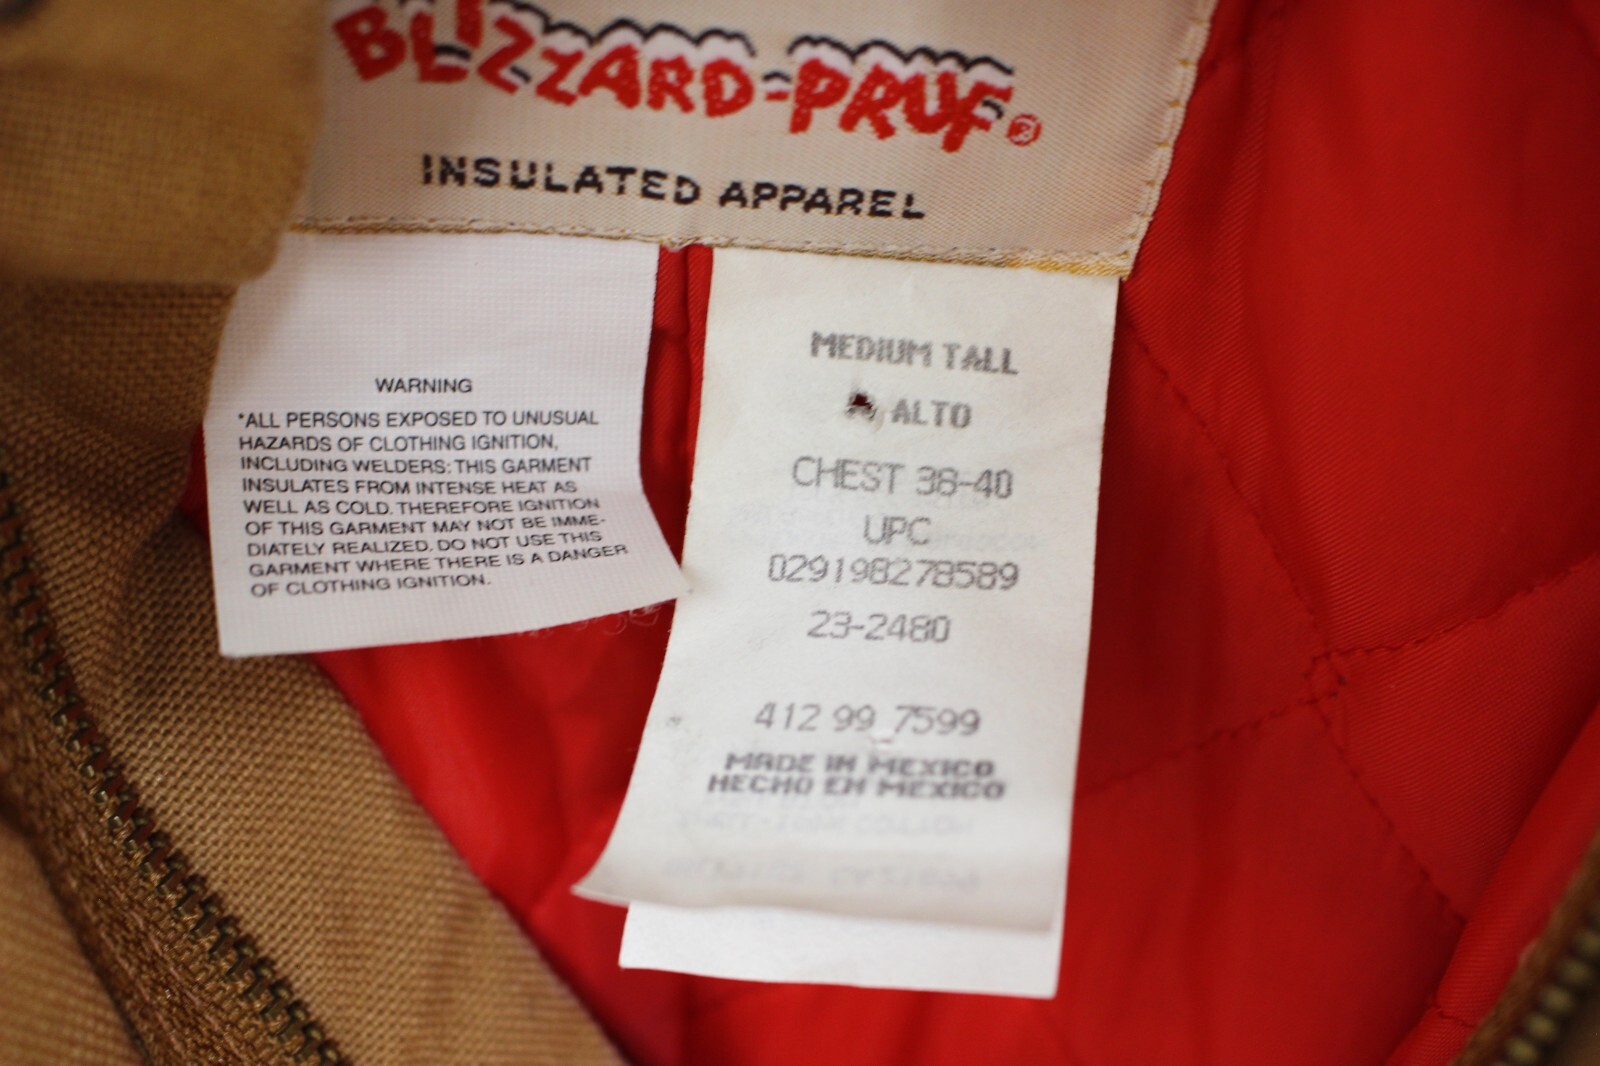 BLIZZARD-PRUF®
INSULATED APPAREL
WARNING
*ALL PERSONS EXPOSED TO UNUSUAL
HAZARDS OF CLOTHING IGNITION,
INCLUDING WELDERS: THIS GARMENT
INSULATES FROM INTENSE HEAT AS
WELL AS COLD. THEREFORE IGNITION
OF THIS GARMENT MAY NOT BE IMME-
DIATELY REALIZED. DO NOT USE THIS
GARMENT WHERE THERE IS A DANGER
OF CLOTHING IGNITION.
MEDIUM TALL
ALTO
CHEST 38-40
UPC
029198278589
23-2480
412 99 7599
MADE IN MEXICO
HECHO EN MEXICO